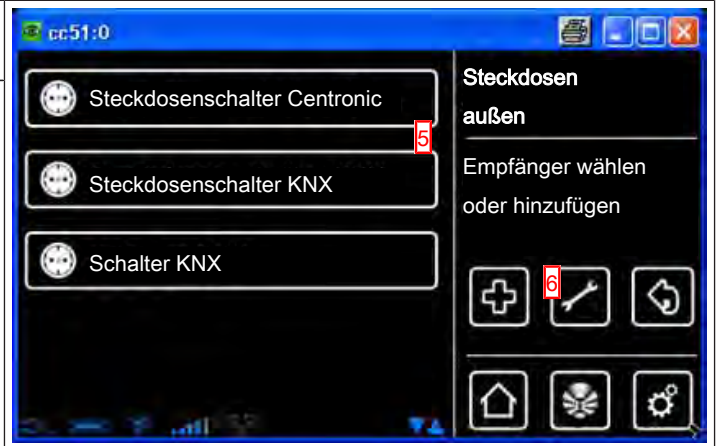 cc51:0
Steckdosenschalter Centronic
5
Steckdosenschalter KNX
Schalter KNX
Steckdosen
außen
Empfänger wählen
oder hinzufügen
6